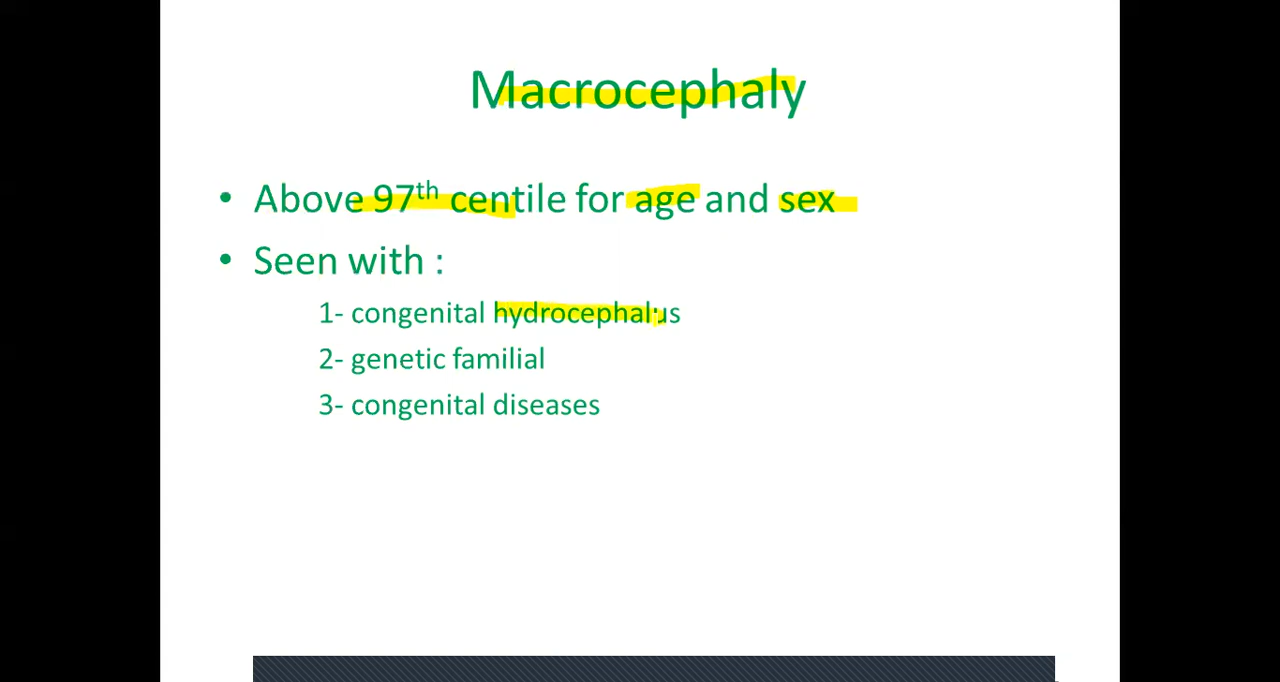 Macrocephaly
• Above 97th centile for age and sex
• Seen with :
1- congenital hydrocephalus
2- genetic familial
3- congenital diseases